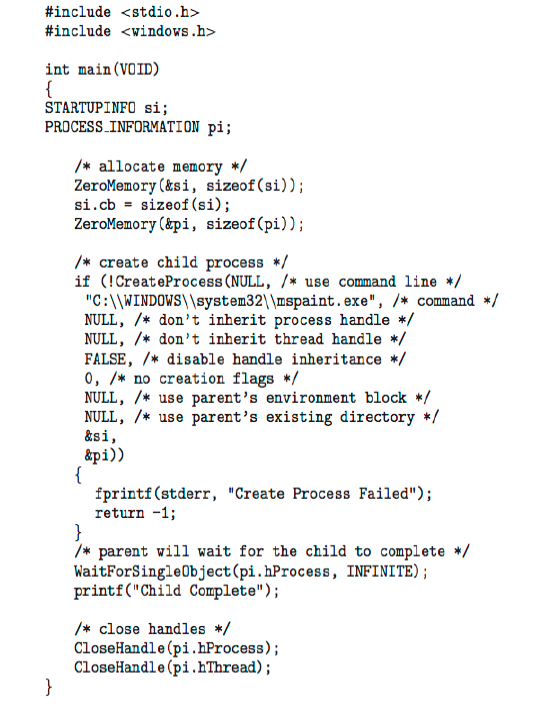 #include <stdio.h>
#include <windows.h>
int main(VOID)
{
STARTUPINFO si;
PROCESS_INFORMATION pi;
/* allocate memory */
ZeroMemory(&si, sizeof(si));
si.cb = sizeof(si);
ZeroMemory(&pi, sizeof(pi));
/* create child process */
if (!CreateProcess(NULL, /* use command line */
"C:\\WINDOWS\\system32\\mspaint.exe", /* command */
NULL, /* don't inherit process handle */
NULL, /* don't inherit thread handle */
FALSE, /* disable handle inheritance */
0, /* no creation flags */
NULL, /* use parent's environment block */
NULL, /* use parent's existing directory */
&si,
&pi))
{
fprintf(stderr, "Create Process Failed");
return -1;
}
/* parent will wait for the child to complete */
WaitForSingleObject(pi.hProcess, INFINITE);
printf("Child Complete");
/* close handles */
CloseHandle(pi.hProcess);
CloseHandle(pi.hThread);
}